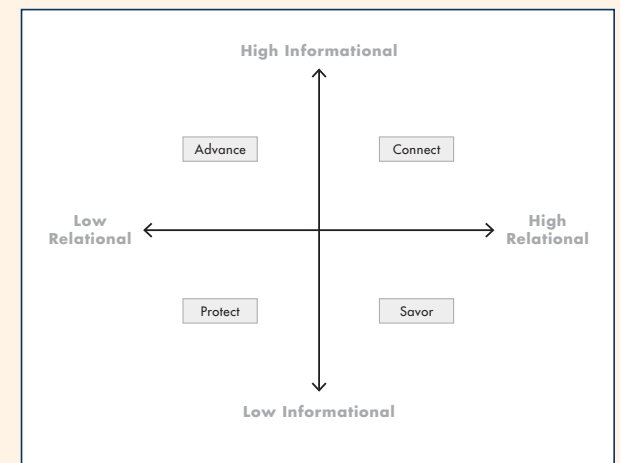 High Informational
Advance
Connect
Low
Relational
High
Relational
Protect
Savor
Low Informational